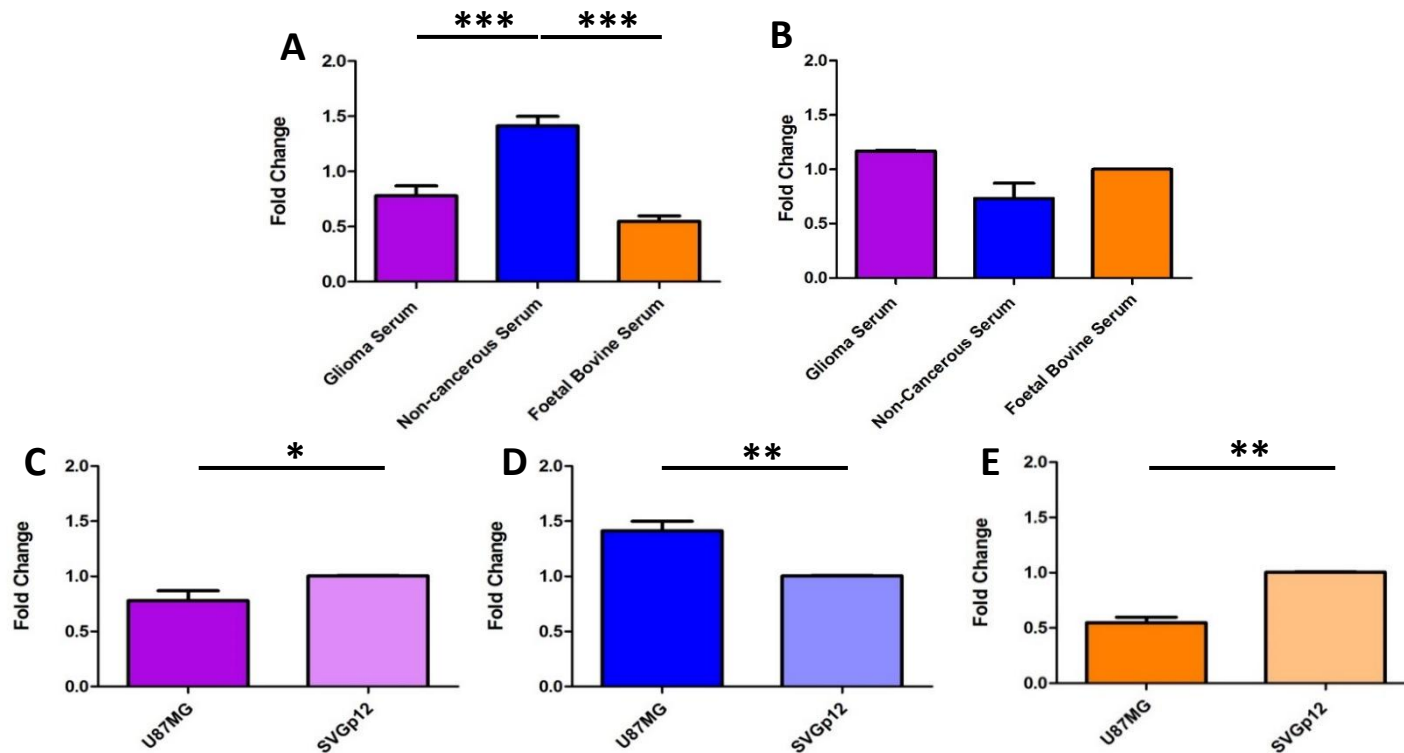 *** ***
A
2.0
1.5
1.0
0.5
0.0
Fold Change
Glioma Serum
Non-cancerous Serum
Foetal Bovine Serum
B
2.0
1.5
1.0
0.5
0.0
Fold Change
Glioma Serum
Non-Cancerous Serum
Foetal Bovine Serum
C
*
2.0
1.5
1.0
0.5
0.0
Fold Change
U87MG
SVGp12
D
**
2.0
1.5
1.0
0.5
0.0
Fold Change
U87MG
SVGp12
E
**
2.0
1.5
1.0
0.5
0.0
Fold Change
U87MG
SVGp12